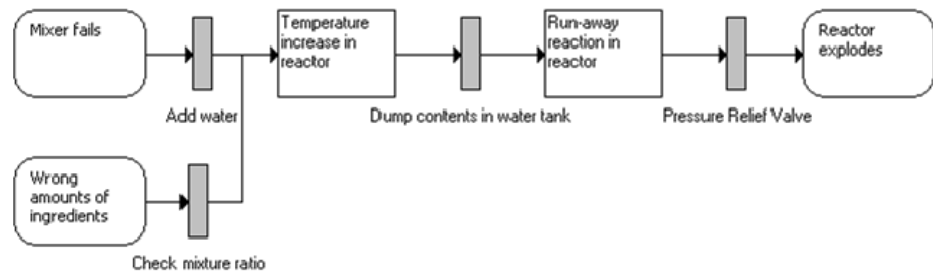 Mixer fails
Temperature
increase in
reactor
Run-away
reaction in
reactor
Reactor
explodes
Add water
Dump contents in water tank
Pressure Relief Valve
Wrong
amounts of
ingredients
Check mixture ratio